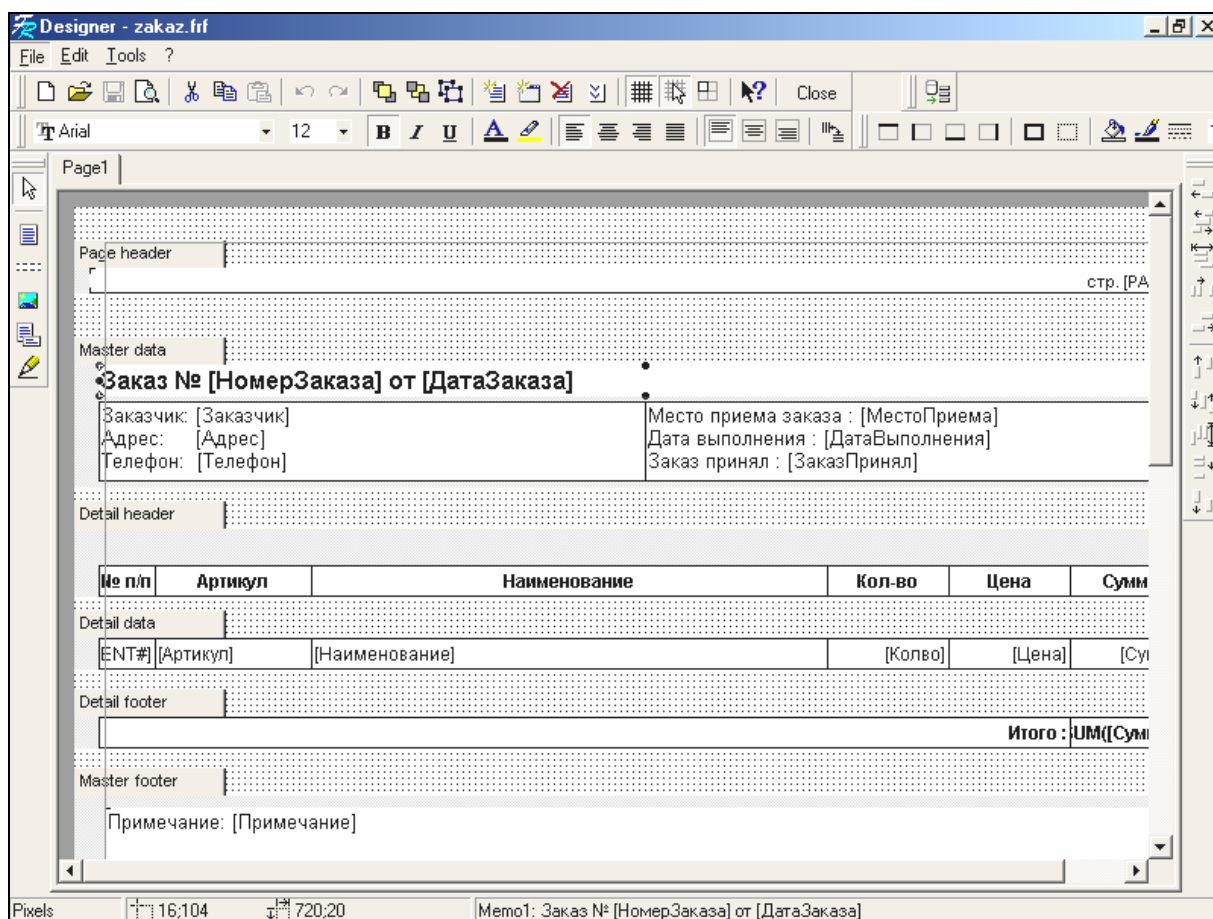 Designer - zakaz.frf
File Edit Tools ?
Close
Arial 12 B I U A
Page1
Page header
стр. [PA
Master data
Заказ № [НомерЗаказа] от [ДатаЗаказа]
Заказчик: [Заказчик] Место приема заказа : [МестоПриема]
Адрес: [Адрес] Дата выполнения : [ДатаВыполнения]
Телефон: [Телефон] Заказ принял : [ЗаказПринял]
Detail header
№ п/п Артикул Наименование Кол-во Цена Сумм
Detail data
ENT#] [Артикул] [Наименование] [Колво] [Цена] [Су
Detail footer
Итого : UM([Сум
Master footer
Примечание: [Примечание]
Pixels 16;104 720;20 Memo1: Заказ № [НомерЗаказа] от [ДатаЗаказа]